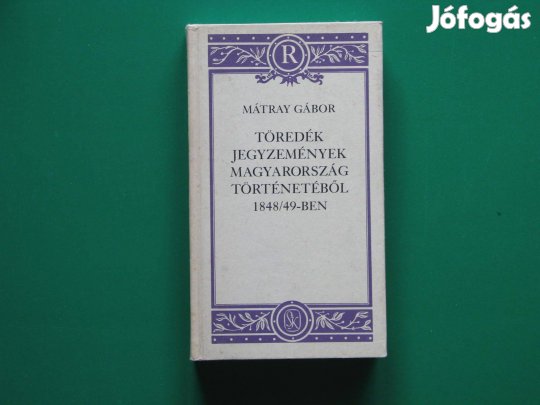 Jófogás
R
MÁTRAY GÁBOR
TÖREDÉK
JEGYZEMÉNYEK
MAGYARORSZÁG
TÖRTÉNETÉBŐL
1848/49-BEN